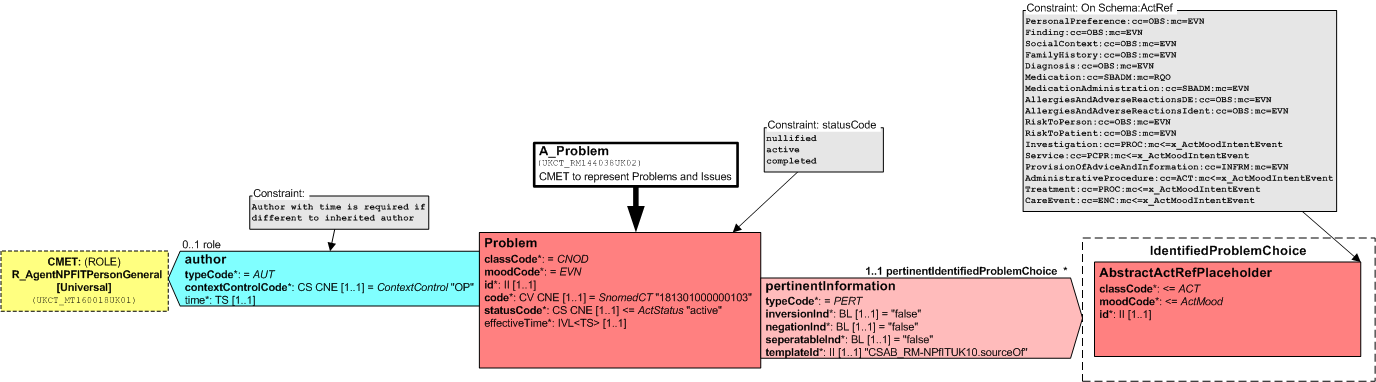 Constraint: On Schema:ActRef
PersonalPreference:cc=OBS:mc=EVN
Finding:cc=OBS:mc=EVN
SocialContext:cc=OBS:mc=EVN
FamilyHistory:cc=OBS:mc=EVN
Diagnosis:cc=OBS:mc=EVN
Medication:cc=SBADM:mc=RQO
MedicationAdministration:cc=SBADM:mc=EVN
AllergiesAndAdverseReactionsDE:cc=OBS:mc=EVN
AllergiesAndAdverseReactionsIdent:cc=OBS:mc=EVN
RiskToPerson:cc=OBS:mc=EVN
RiskToPatient:cc=OBS:mc=EVN
Investigation:cc=PROC:mc<=x_ActMoodIntentEvent
Service:cc=PCPR:mc<=x_ActMoodIntentEvent
ProvisionOfAdviceAndInformation:cc=INFRM:mc=EVN
AdministrativeProcedure:cc=ACT:mc<=x_ActMoodIntentEvent
Treatment:cc=PROC:mc<=x_ActMoodIntentEvent
CareEvent:cc=ENC:mc<=x_ActMoodIntentEvent
Constraint: statusCode
nullified
active
completed
A_Problem
(UKCT_RM144038UK02)
CMET to represent Problems and Issues
Constraint:
Author with time is required if
different to inherited author
0..1 role
CMET: (ROLE)
R_AgentNPFITPersonGeneral
[Universal]
(UKCT_MT160018UK01)
author
typeCode*: = AUT
contextControlCode*: CS CNE [1..1] = ContextControl "OP"
time*: TS [1..1]
Problem
classCode*: = CNOD
moodCode*: = EVN
id*: II [1..1]
code*: CV CNE [1..1] = SnomedCT "181301000000103"
statusCode*: CS CNE [1..1] <= ActStatus "active"
effectiveTime*: IVL<TS> [1..1]
1..1 pertinentIdentifiedProblemChoice *
pertinentInformation
typeCode*: = PERT
inversionInd*: BL [1..1] = "false"
negationInd*: BL [1..1] = "false"
seperatableInd*: BL [1..1] = "false"
templateId*: II [1..1] "CSAB_RM-NPfITUK10.sourceOf"
IdentifiedProblemChoice
AbstractActRefPlaceholder
classCode*: <= ACT
moodCode*: <= ActMood
id*: II [1..1]